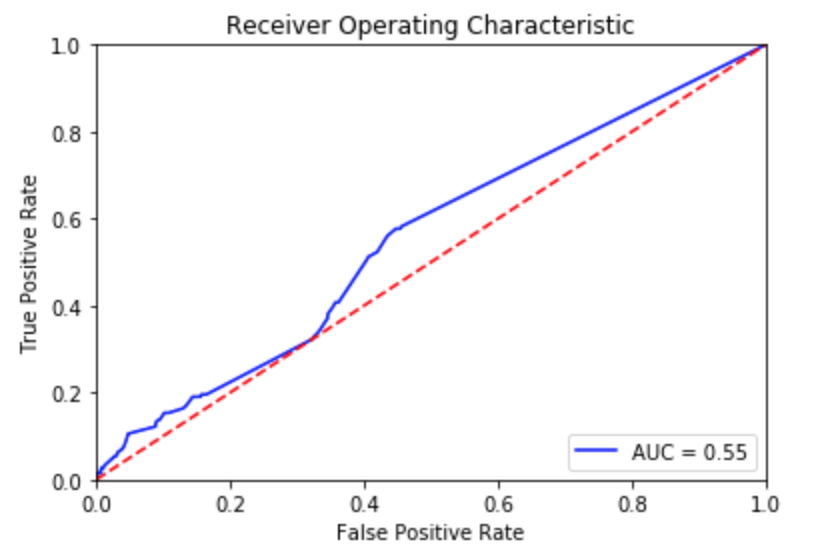 Receiver Operating Characteristic
1.0
0.8
0.6
0.4
0.2
0.0
True Positive Rate
AUC = 0.55
0.0 0.2 0.4 0.6 0.8 1.0
False Positive Rate